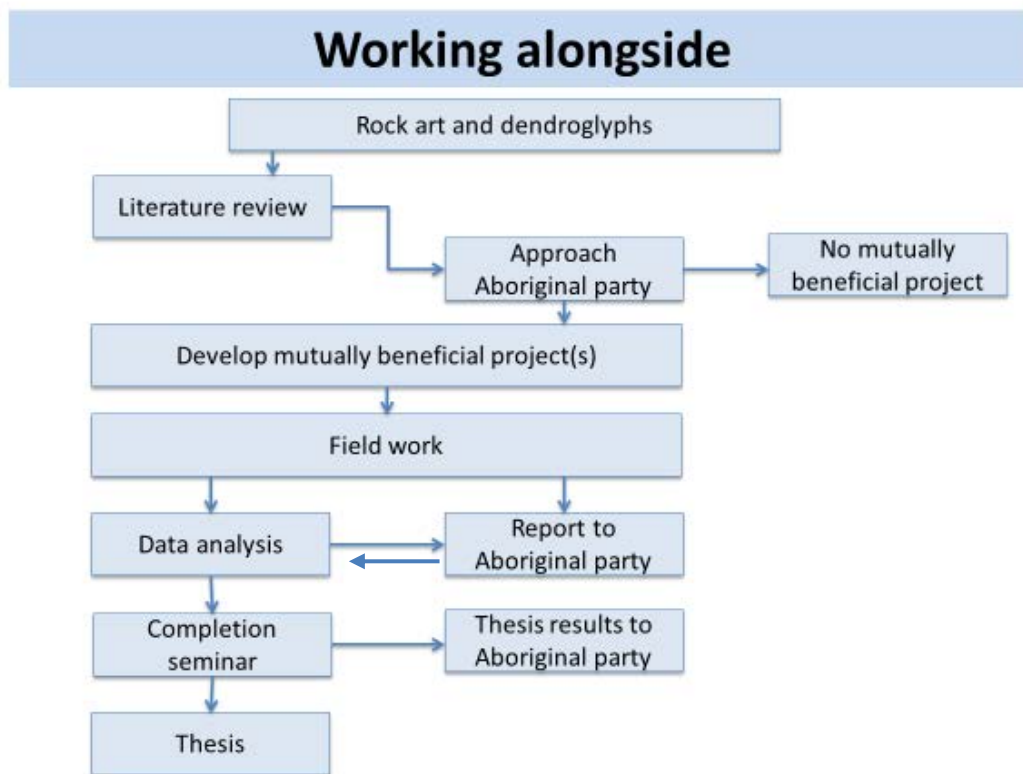 Working alongside
Rock art and dendroglyphs
Literature review
Approach
Aboriginal party
No mutually
beneficial project
Develop mutually beneficial project(s)
Field work
Data analysis
Report to
Aboriginal party
Completion
seminar
Thesis results to
Aboriginal party
Thesis